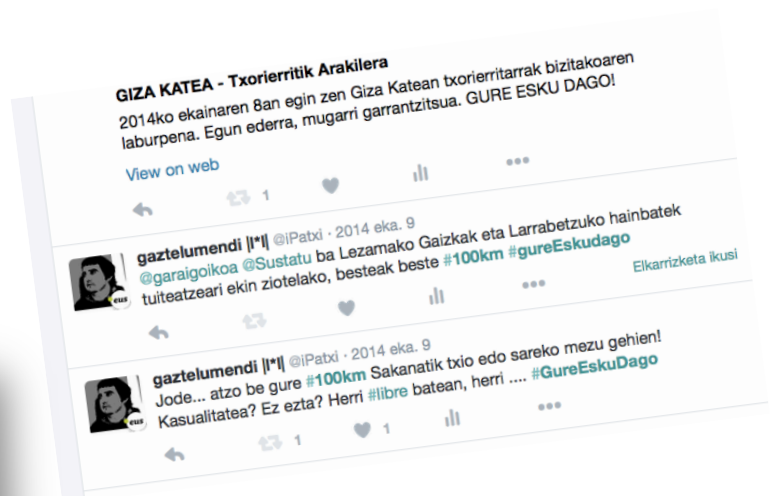 GIZA KATEA - Txorierritik Arakilera
2014ko ekainaren 8an egin zen Giza Katean txorierritarrak bizitakoaren
laburpena. Egun ederra, mugarri garrantzitsua. GURE ESKU DAGO!
View on web
1
gaztelumendi ||*|| @iPatxi · 2014 eka. 9
@garaigoikoa @Sustatu ba Lezamako Gaizkak eta Larrabetzuko hainbatek
tuiteatzeari ekin ziotelako, besteak beste #100km #gureEskudago
Elkarrizketa ikusi
eus
gaztelumendi ||*|| @iPatxi · 2014 eka. 9
Jode... atzo be gure #100km Sakanatik txio edo sareko mezu gehien!
Kasualitatea? Ez ezta? Herri #libre batean, herri .... #GureEskuDago
eus
1
1